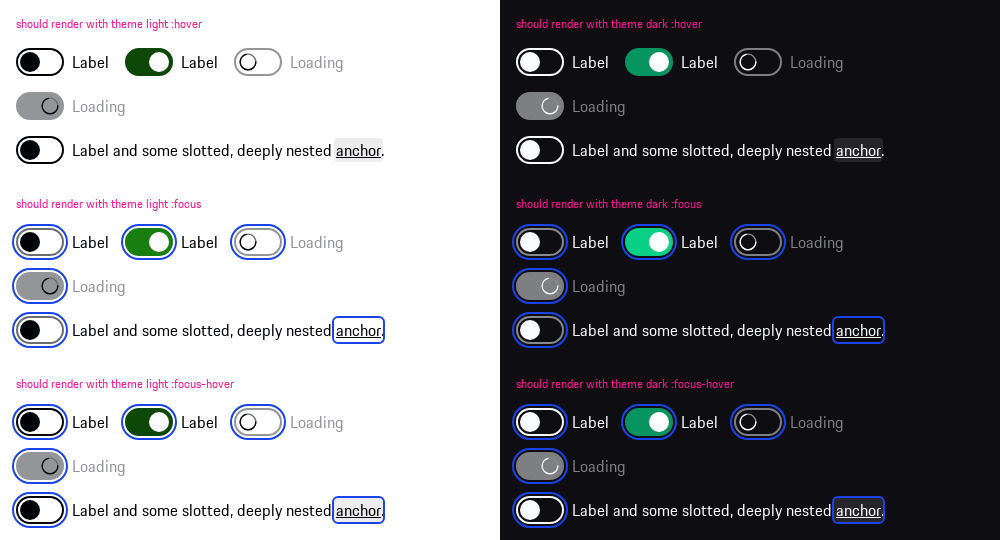 should render with theme light :hover
Label Label Loading
Loading
Label and some slotted, deeply nested anchor.
should render with theme light :focus
Label Label Loading
Loading
Label and some slotted, deeply nested anchor.
should render with theme light :focus-hover
Label Label Loading
Loading
Label and some slotted, deeply nested anchor.
should render with theme dark :hover
Label Label Loading
Loading
Label and some slotted, deeply nested anchor.
should render with theme dark :focus
Label Label Loading
Loading
Label and some slotted, deeply nested anchor.
should render with theme dark :focus-hover
Label Label Loading
Loading
Label and some slotted, deeply nested anchor.